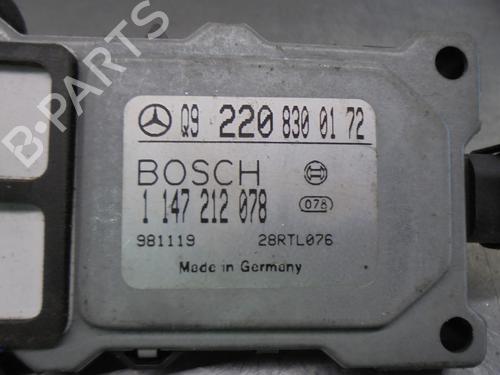 Q9 220 830 01 72
BOSCH
1 147 212 078
078
981119 28RTL076
Made in Germany
B-PARTS